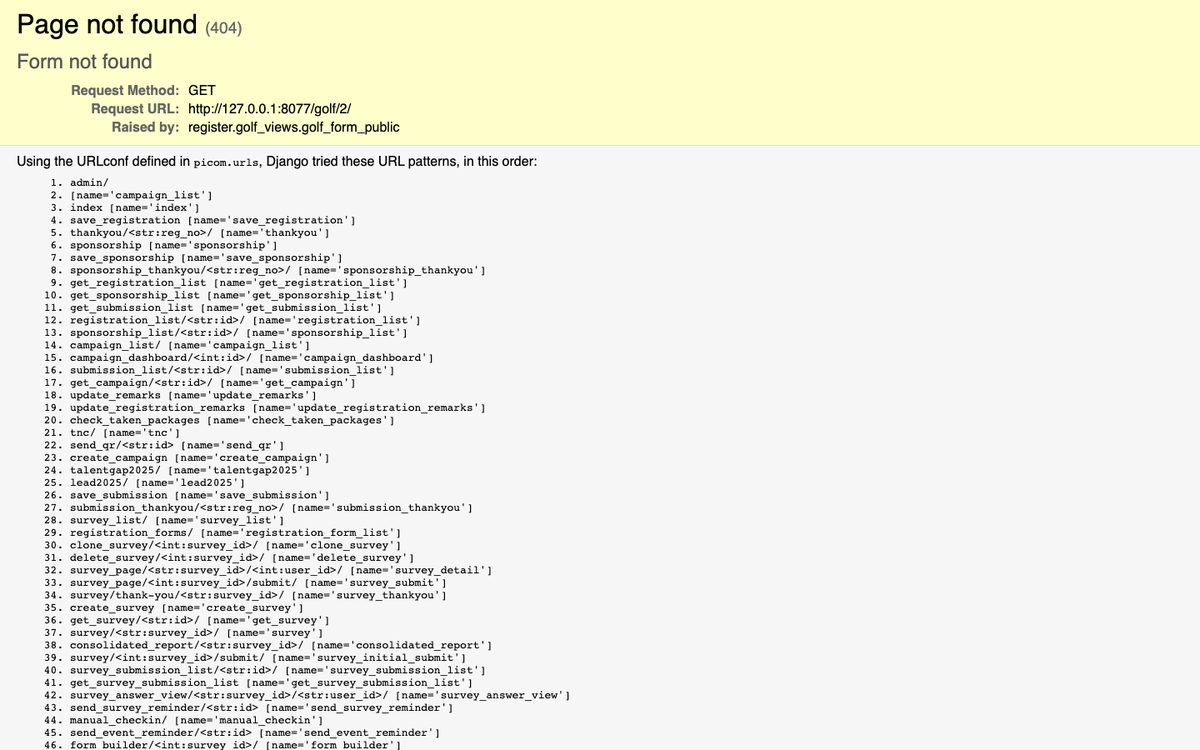 Page not found (404)
Form not found
Request Method: GET
Request URL: http://127.0.0.1:8077/golf/2/
Raised by: register.golf_views.golf_form_public
Using the URLconf defined in picom.urls, Django tried these URL patterns, in this order:
1. admin/
2. [name='campaign_list']
3. index [name='index']
4. save_registration [name='save_registration']
5. thankyou/<str:reg_no>/ [name='thankyou']
6. sponsorship [name='sponsorship']
7. save_sponsorship [name='save_sponsorship']
8. sponsorship_thankyou/<str:reg_no>/ [name='sponsorship_thankyou']
9. get_registration_list [name='get_registration_list']
10. get_sponsorship_list [name='get_sponsorship_list']
11. get_submission_list [name='get_submission_list']
12. registration_list/<str:id>/ [name='registration_list']
13. sponsorship_list/<str:id>/ [name='sponsorship_list']
14. campaign_list/ [name='campaign_list']
15. campaign_dashboard/<int:id>/ [name='campaign_dashboard']
16. submission_list/<str:id>/ [name='submission_list']
17. get_campaign/<str:id>/ [name='get_campaign']
18. update_remarks [name='update_remarks']
19. update_registration_remarks [name='update_registration_remarks']
20. check_taken_packages [name='check_taken_packages']
21. tnc/ [name='tnc']
22. send_qr/<str:id> [name='send_qr']
23. create_campaign [name='create_campaign']
24. talentgap2025/ [name='talentgap2025']
25. lead2025/ [name='lead2025']
26. save_submission [name='save_submission']
27. submission_thankyou/<str:reg_no>/ [name='submission_thankyou']
28. survey_list/ [name='survey_list']
29. registration_forms/ [name='registration_form_list']
30. clone_survey/<int:survey_id>/ [name='clone_survey']
31. delete_survey/<int:survey_id>/ [name='delete_survey']
32. survey_page/<str:survey_id>/<int:user_id>/ [name='survey_detail']
33. survey_page/<int:survey_id>/submit/ [name='survey_submit']
34. survey/thank-you/<str:survey_id>/ [name='survey_thankyou']
35. create_survey [name='create_survey']
36. get_survey/<str:id>/ [name='get_survey']
37. survey/<str:survey_id>/ [name='survey']
38. consolidated_report/<str:survey_id>/ [name='consolidated_report']
39. survey/<int:survey_id>/submit/ [name='survey_initial_submit']
40. survey_submission_list/<str:id>/ [name='survey_submission_list']
41. get_survey_submission_list [name='get_survey_submission_list']
42. survey_answer_view/<str:survey_id>/<str:user_id>/ [name='survey_answer_view']
43. send_survey_reminder/<str:id> [name='send_survey_reminder']
44. manual_checkin/ [name='manual_checkin']
45. send_event_reminder/<str:id> [name='send_event_reminder']
46. form_builder/<int:survey_id>/ [name='form_builder']